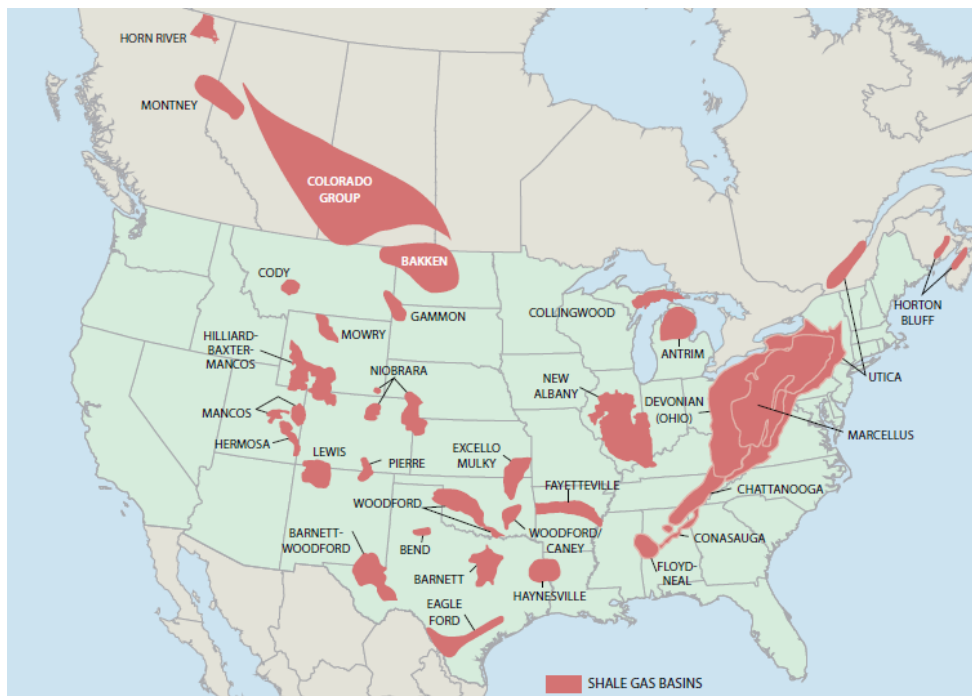 HORN RIVER
MONTNEY
COLORADO
GROUP
BAKKEN
CODY
GAMMON
MOWRY
HILLIARD-
BAXTER-
MANCOS
NIOBRARA
MANCOS
HERMOSA
LEWIS
PIERRE
COLLINGWOOD
ANTRIM
HORTON
BLUFF
UTICA
NEW
ALBANY
DEVONIAN
(OHIO)
MARCELLUS
EXCELLO
MULKY
FAYETTEVILLE
CHATTANOOGA
WOODFORD
WOODFORD/
CANEY
CONASAUGA
BARNETT-
WOODFORD
BEND
BARNETT
HAYNESVILLE
FLOYD-
NEAL
EAGLE
FORD
SHALE GAS BASINS